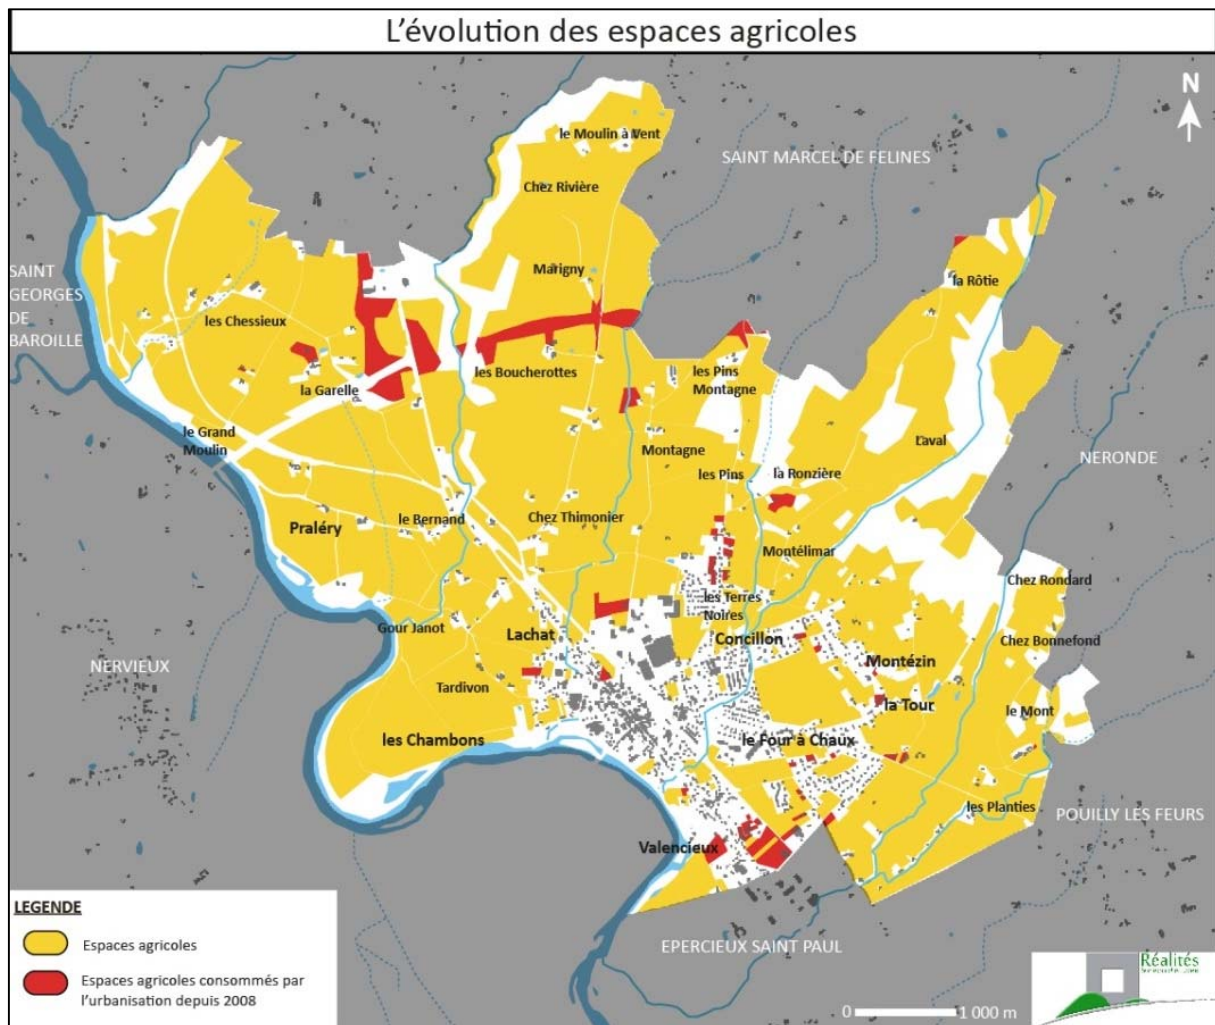 L'évolution des espaces agricoles
N
le Moulin à Vent
SAINT MARCEL DE FELINES
Chez Rivière
SAINT
GEORGES
DE
BAROILLE
Marigny
la Rôtie
les Chessieux
les Boucherottes
les Pins
Montagne
la Garelle
le Grand
Moulin
Laval
Montagne
NERONDE
les Pins
la Ronzière
Praléry
le Bernand
Chez Thimonier
Montélimar
Chez Rondard
les Terres
Noires
Gour Janot
Lachat
Concillon
Chez Bonnefond
NERVIEUX
Montézin
Tardivon
la Tour
le Mont
les Chambons
le Four à Chaux
les Planties
POUILLY LES FEURS
Valencieux
LEGENDE
Espaces agricoles
EPERCIEUX SAINT PAUL
Espaces agricoles consommés par
l'urbanisation depuis 2008
Réalités
0 1 000 m